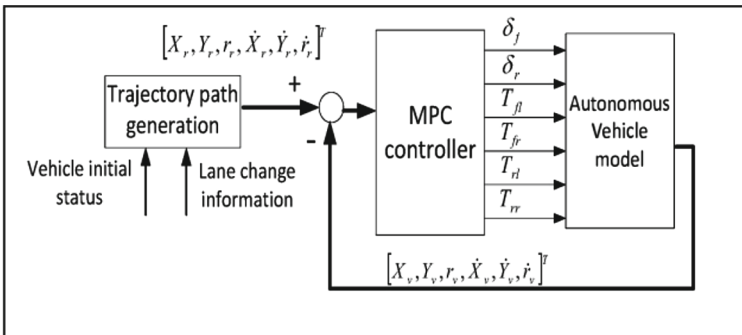 [X_r, Y_r, r_r, Ẋ_r, Ẏ_r, ṙ_r]^T
Trajectory path
generation
+
-
Vehicle initial
status
Lane change
information
MPC
controller
δ_f
δ_r
T_fl
T_fr
T_rl
T_rr
Autonomous
Vehicle
model
[X_v, Y_v, r_v, Ẋ_v, Ẏ_v, ṙ_v]^T